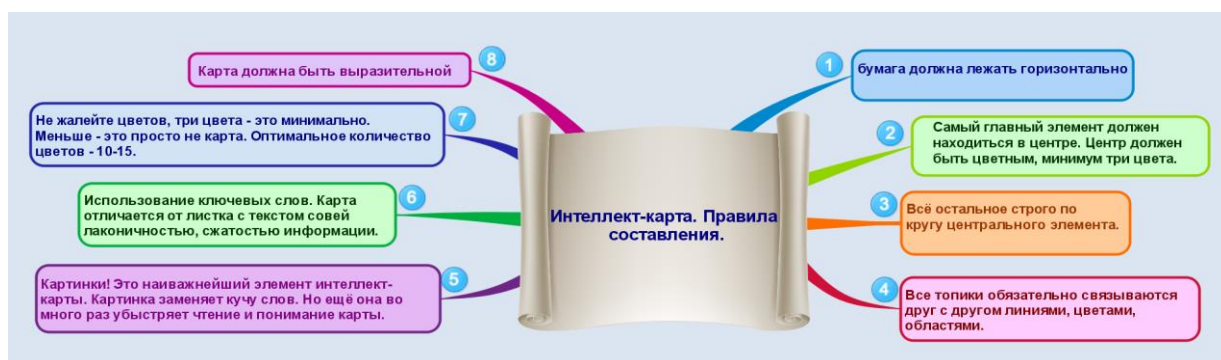 Интеллект-карта. Правила
составления.
1
бумага должна лежать горизонтально
2
Самый главный элемент должен
находиться в центре. Центр должен
быть цветным, минимум три цвета.
3
Всё остальное строго по
кругу центрального элемента.
4
Все топики обязательно связываются
друг с другом линиями, цветами,
областями.
5
Картинки! Это наиважнейший элемент интеллект-
карты. Картинка заменяет кучу слов. Но ещё она во
много раз убыстряет чтение и понимание карты.
6
Использование ключевых слов. Карта
отличается от листка с текстом совей
лаконичностью, сжатостью информации.
7
Не жалейте цветов, три цвета - это минимально.
Меньше - это просто не карта. Оптимальное количество
цветов - 10-15.
8
Карта должна быть выразительной